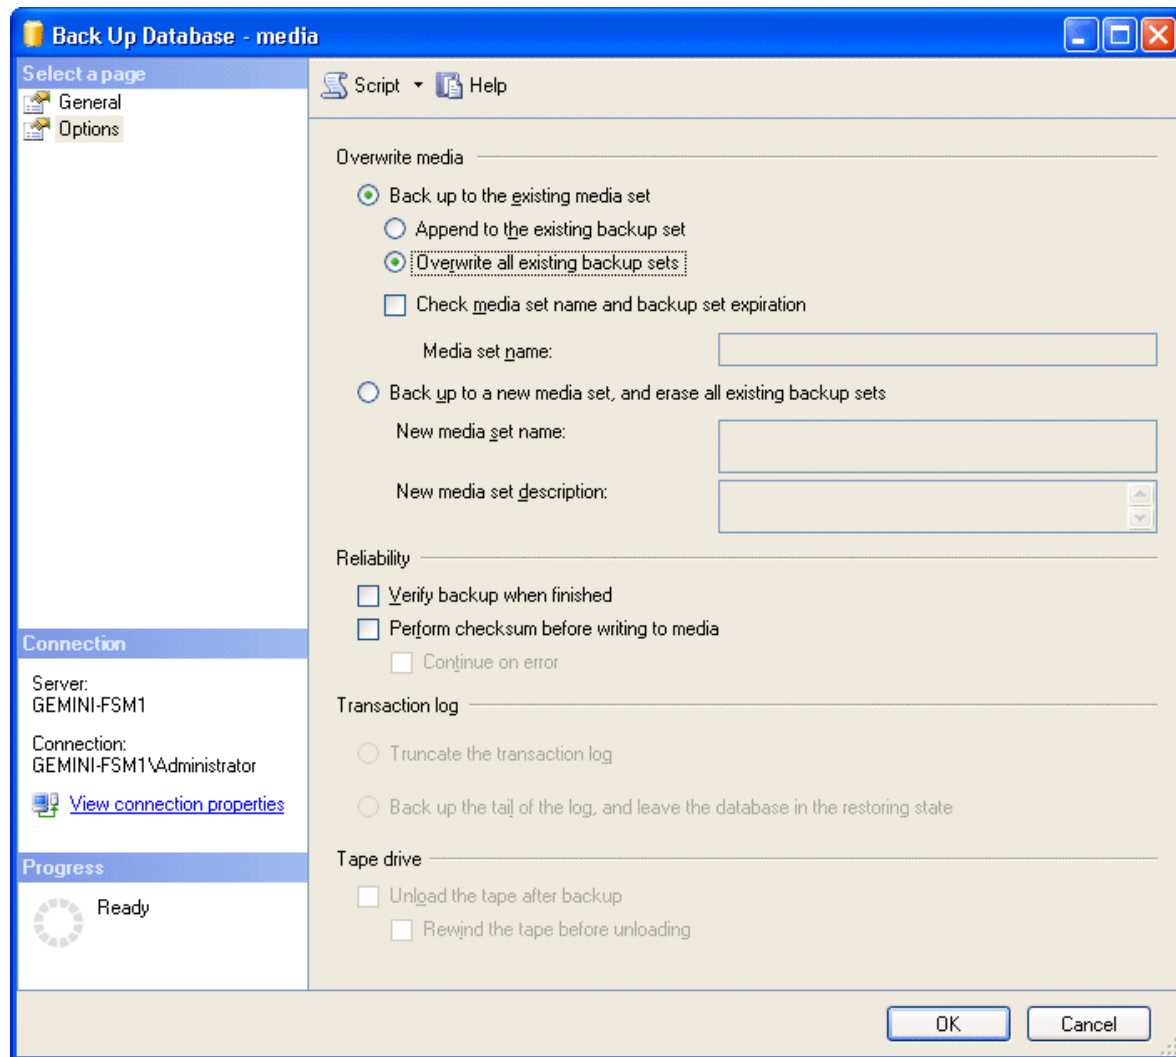 Back Up Database - media
Select a page
General
Options
Script Help
Overwrite media
Back up to the existing media set
Append to the existing backup set
Overwrite all existing backup sets
Check media set name and backup set expiration
Media set name:
Back up to a new media set, and erase all existing backup sets
New media set name:
New media set description:
Reliability
Verify backup when finished
Perform checksum before writing to media
Continue on error
Transaction log
Truncate the transaction log
Back up the tail of the log, and leave the database in the restoring state
Tape drive
Unload the tape after backup
Rewind the tape before unloading
Connection
Server:
GEMINI-FSM1
Connection:
GEMINI-FSM1\Administrator
View connection properties
Progress
Ready
OK Cancel